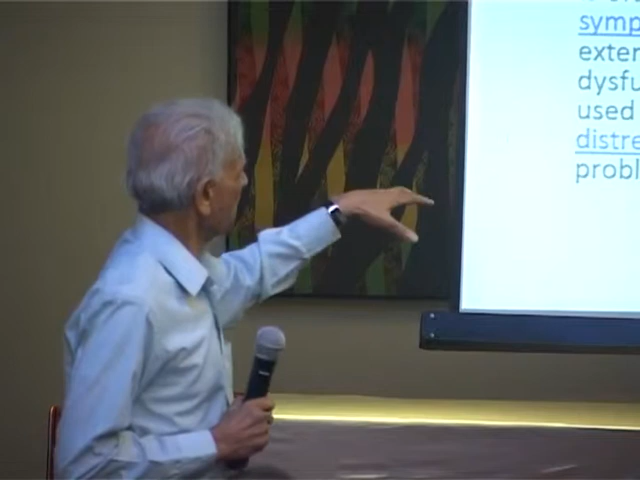 symp
exter
dysfu
used
distre
probl